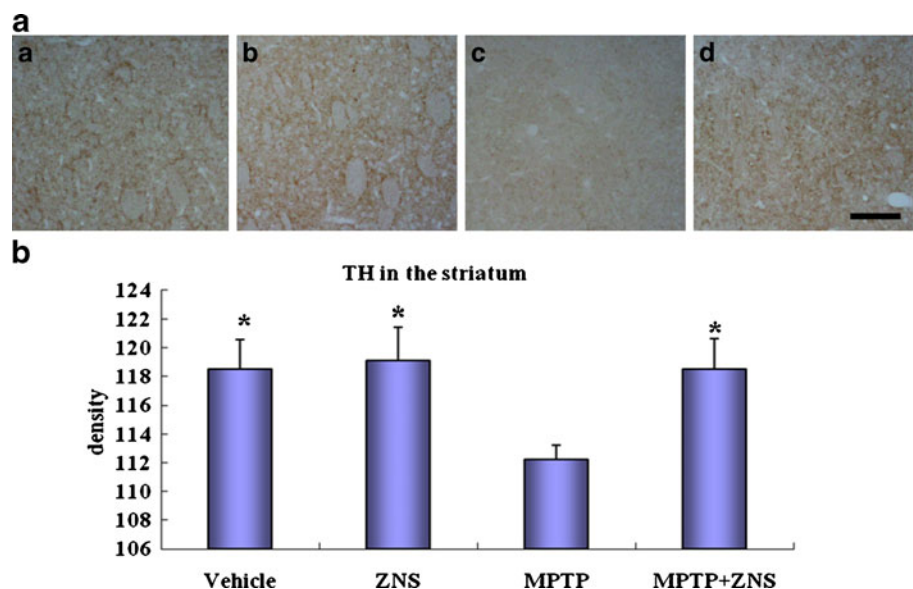 a
a b c d
b
TH in the striatum
density
124
122
120
118
116
114
112
110
108
106
* * *
Vehicle ZNS MPTP MPTP+ZNS